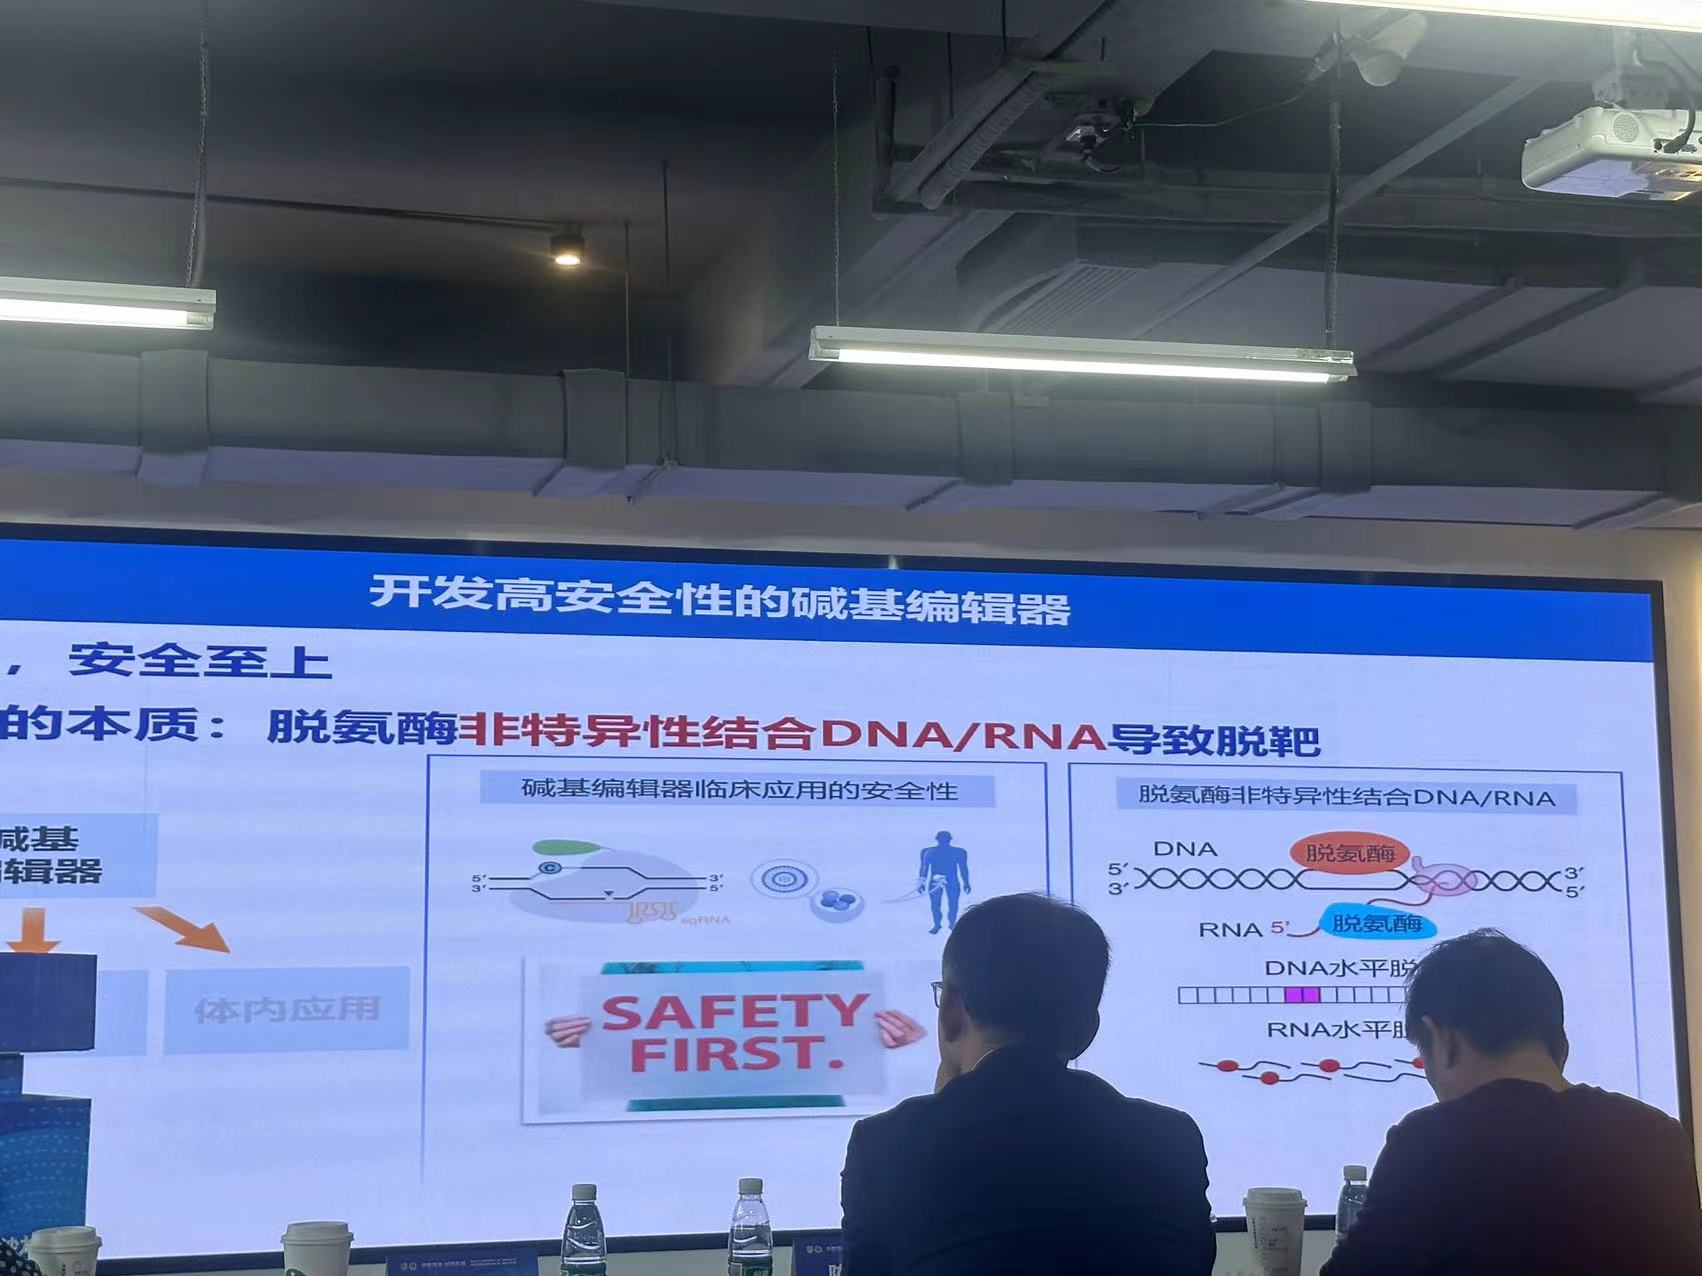 开发高安全性的碱基编辑器
，安全至上
的本质：脱氨酶非特异性结合DNA/RNA导致脱靶
碱基
辑器
体内应用
碱基编辑器临床应用的安全性
C
5′ 3′
3′ 5′
sgRNA
SAFETY
FIRST.
脱氨酶非特异性结合DNA/RNA
DNA
脱氨酶
5′ 3′
3′ 5′
RNA 5′
脱氨酶
DNA水平脱
RNA水平脱